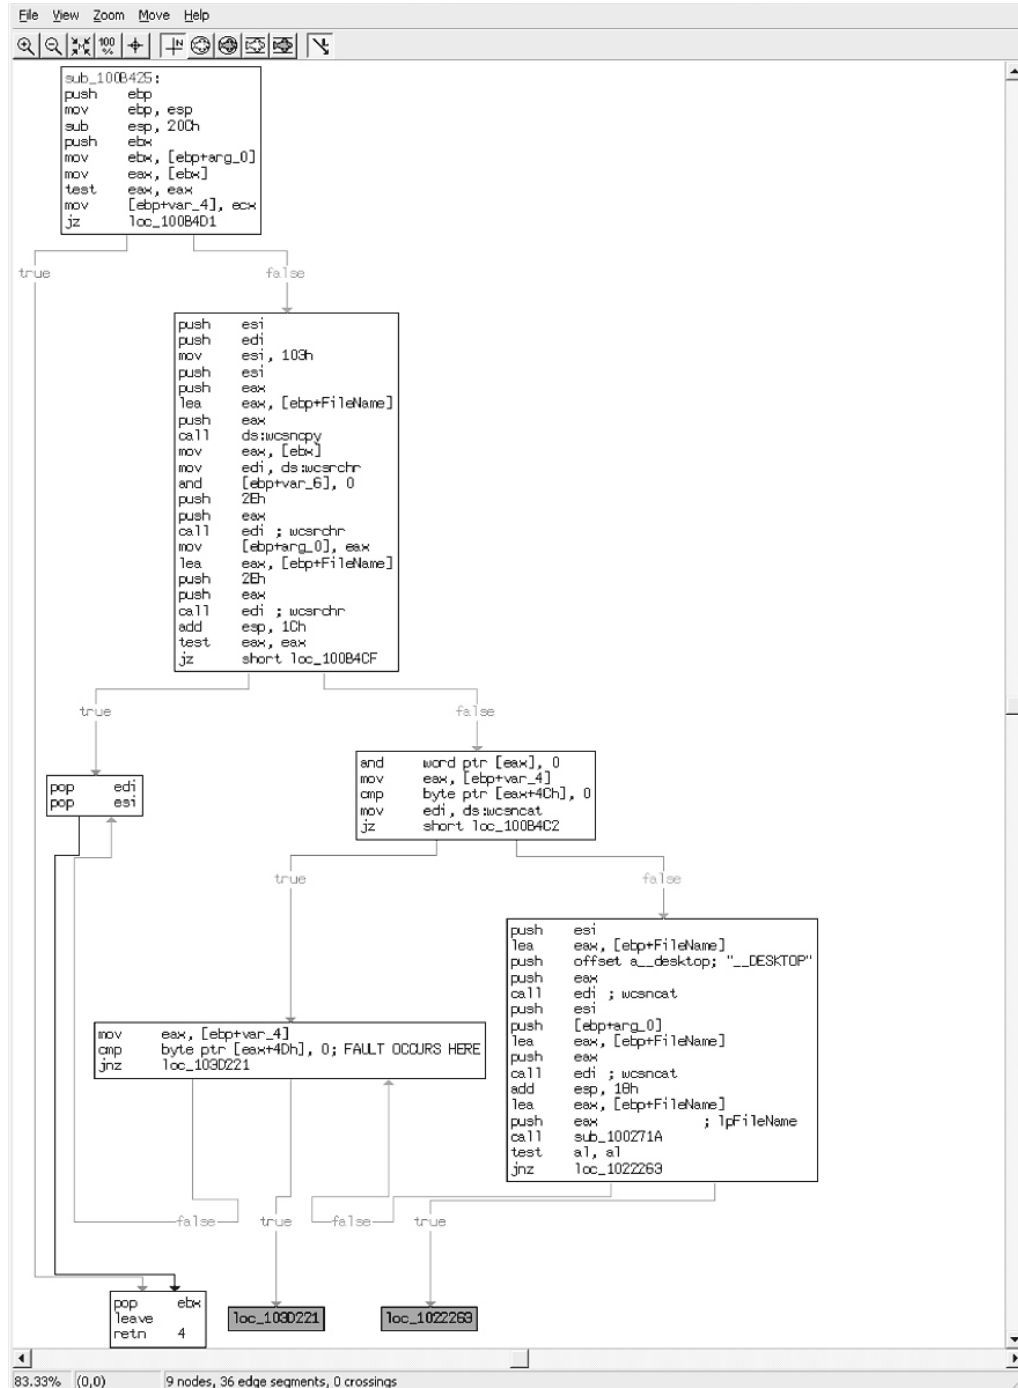 File View Zoom Move Help
100 %
sub_100B425:
push ebp
mov ebp, esp
sub esp, 20Ch
push ebx
mov ebx, [ebp+arg_0]
mov eax, [ebx]
test eax, eax
mov [ebp+var_4], ecx
jz loc_100B4D1
true
false
push esi
push edi
mov esi, 103h
push esi
push eax
lea eax, [ebp+FileName]
push eax
call ds:wcsncpy
mov eax, [ebx]
mov edi, ds:wcsrchr
and [ebp+var_6], 0
push 2Eh
push eax
call edi ; wcsrchr
mov [ebp+arg_0], eax
lea eax, [ebp+FileName]
push 2Eh
push eax
call edi ; wcsrchr
add esp, 1Ch
test eax, eax
jz short loc_100B4CF
true
false
pop edi
pop esi
and word ptr [eax], 0
mov eax, [ebp+var_4]
cmp byte ptr [eax+4Ch], 0
mov edi, ds:wcsncat
jz short loc_100B4C2
true
false
push esi
lea eax, [ebp+FileName]
push offset a__desktop; "__DESKTOP"
push eax
call edi ; wcsncat
push esi
push [ebp+arg_0]
lea eax, [ebp+FileName]
push eax
call edi ; wcsncat
add esp, 18h
lea eax, [ebp+FileName]
push eax ; lpFileName
call sub_100271A
test al, al
jnz loc_1022263
mov eax, [ebp+var_4]
cmp byte ptr [eax+4Dh], 0; FAULT OCCURS HERE
jnz loc_103D221
false
true
false
true
pop ebx
leave
retn 4
loc_103D221
loc_1022263
83.33% (0,0) 9 nodes, 36 edge segments, 0 crossings